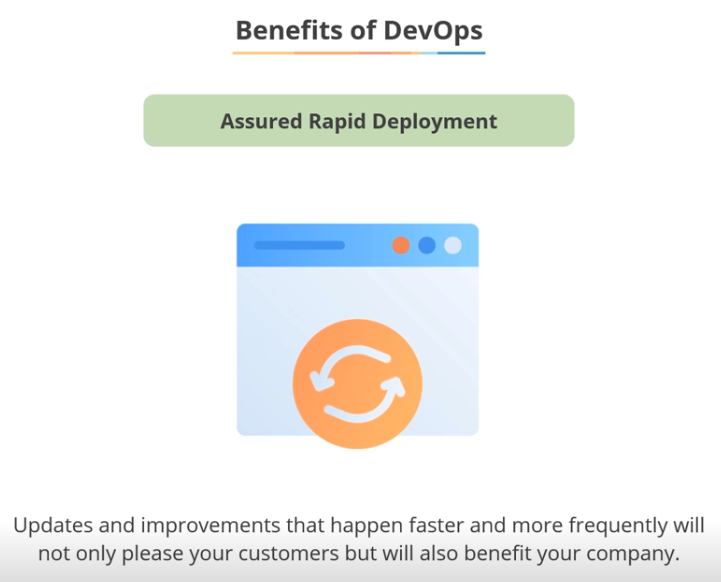 Benefits of DevOps
Assured Rapid Deployment
Updates and improvements that happen faster and more frequently will
not only please your customers but will also benefit your company.